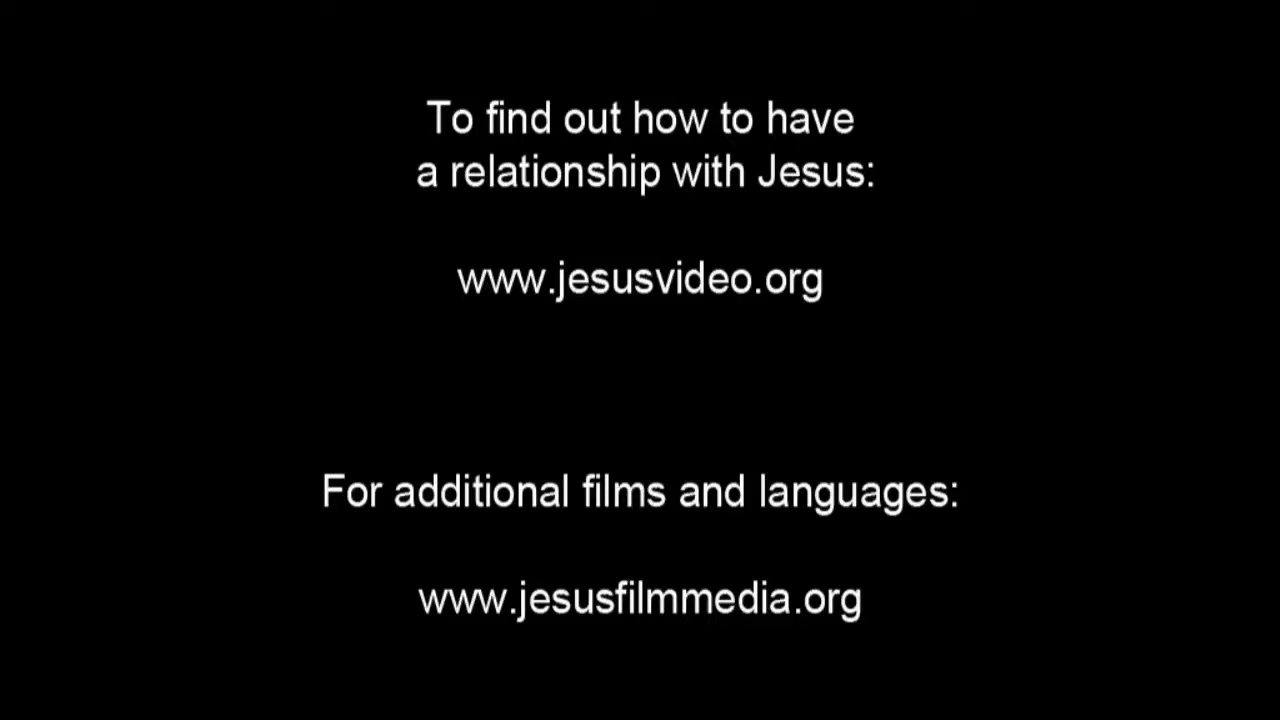 To find out how to have
a relationship with Jesus:
www.jesusvideo.org
For additional films and languages:
www.jesusfilmmedia.org